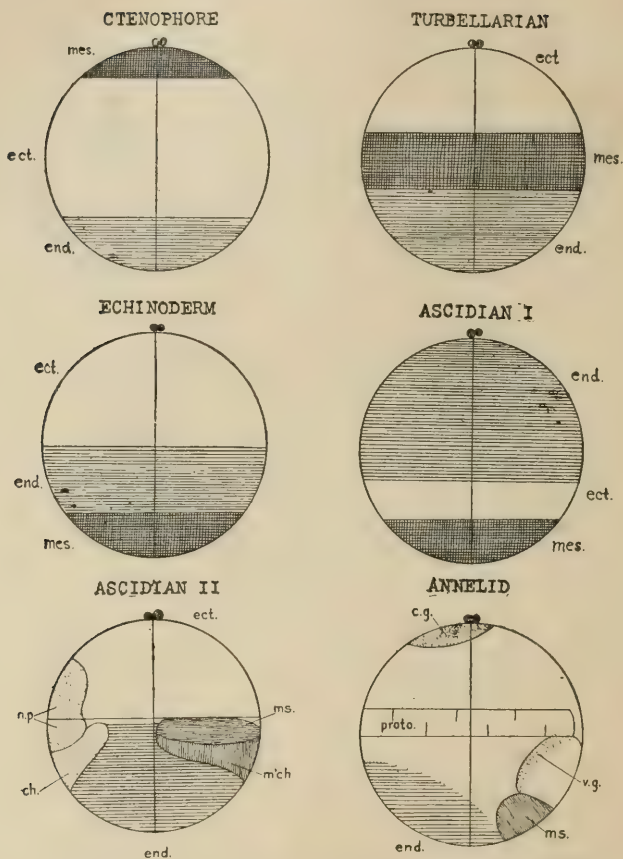 CTENOPHORE
mes.
ect.
end.
TURBELLARIAN
ect
mes.
end.
ECHINODERM
ect.
end.
mes.
ASCIDIAN I
end.
ect.
mes.
ASCIDIAN II
ect.
n.p.
ms.
ch.
m'ch
end.
ANNELID
c.g.
proto.
v.g.
ms.
end.